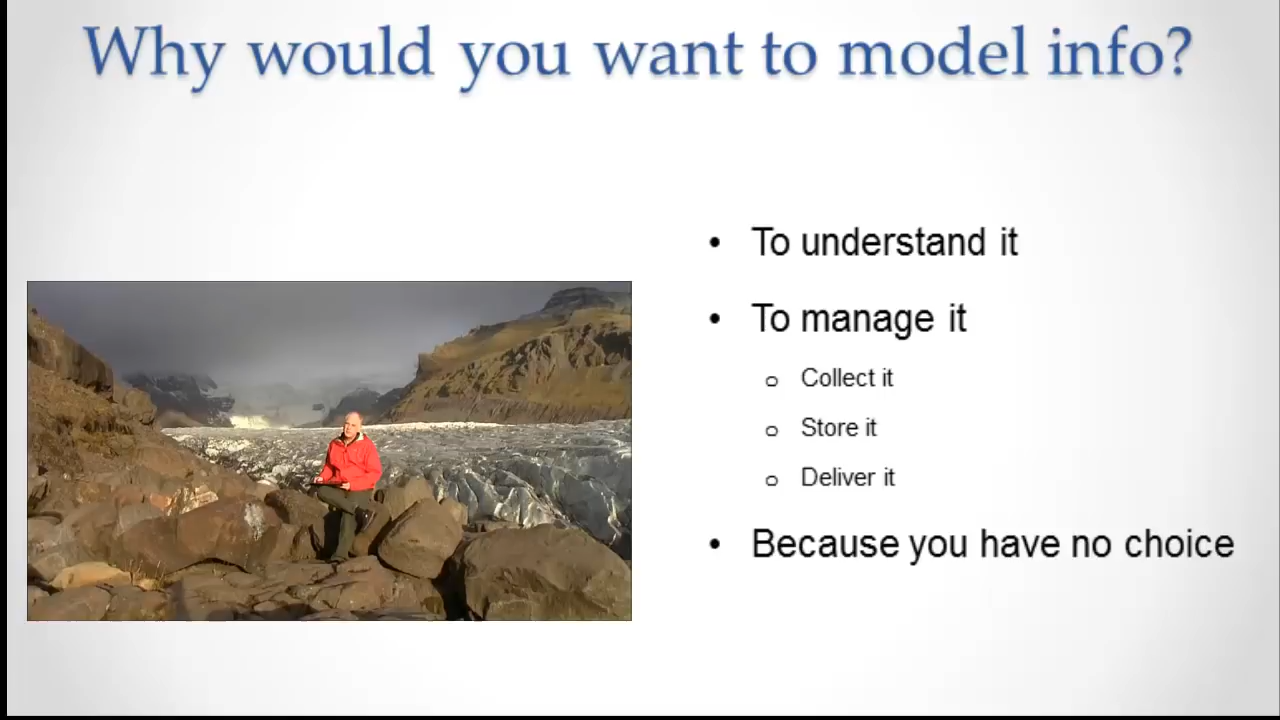 Why would you want to model info?
• To understand it
• To manage it
o Collect it
o Store it
o Deliver it
• Because you have no choice